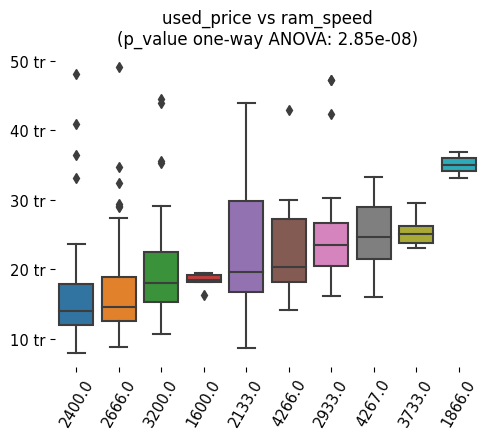 used_price vs ram_speed
(p_value one-way ANOVA: 2.85e-08)
50 tr
40 tr
30 tr
20 tr
10 tr
2400.0
2666.0
3200.0
1600.0
2133.0
4266.0
2933.0
4267.0
3733.0
1866.0